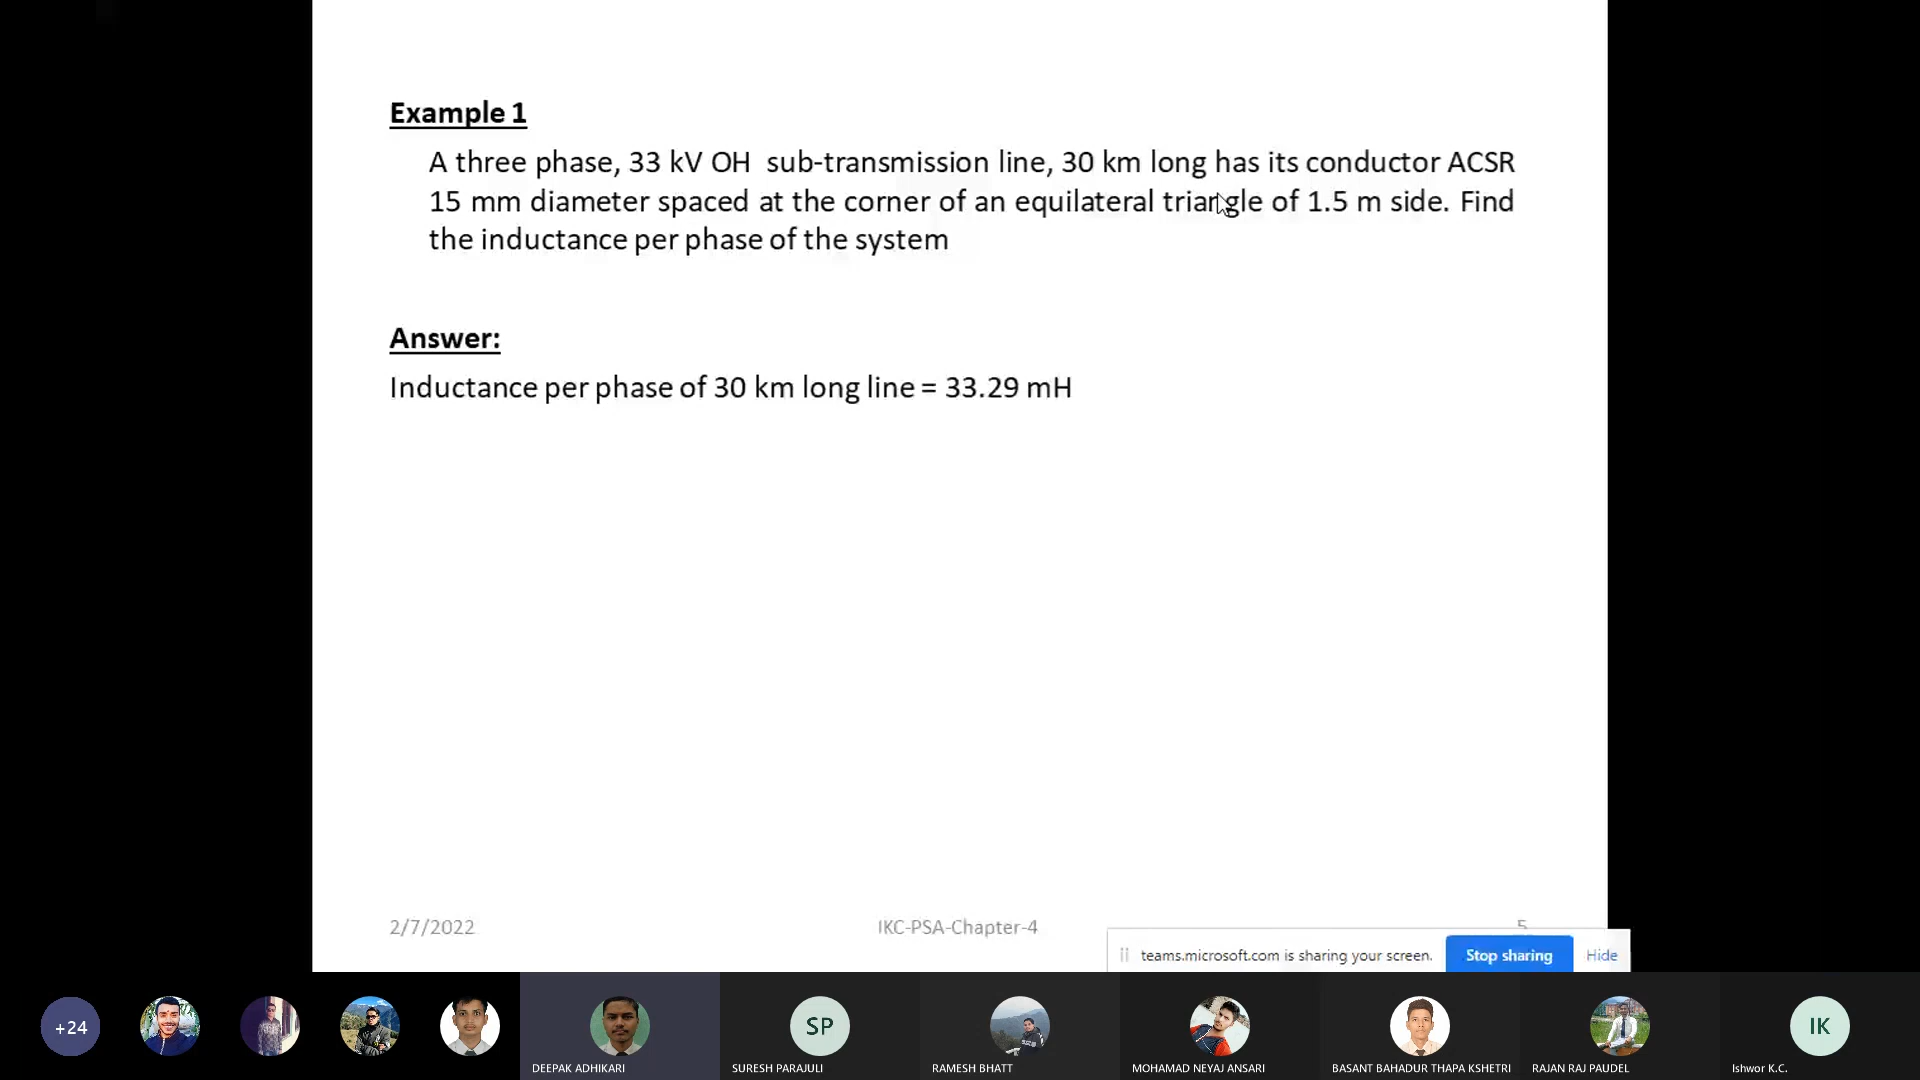 Example 1
A three phase, 33 kV OH sub-transmission line, 30 km long has its conductor ACSR
15 mm diameter spaced at the corner of an equilateral triangle of 1.5 m side. Find
the inductance per phase of the system
Answer:
Inductance per phase of 30 km long line = 33.29 mH
2/7/2022 IKC-PSA-Chapter-4 5
teams.microsoft.com is sharing your screen. Stop sharing Hide
+24 SP IK
DEEPAK ADHIKARI SURESH PARAJULI RAMESH BHATT MOHAMAD NEYAJ ANSARI BASANT BAHADUR THAPA KSHETRI RAJAN RAJ PAUDEL Ishwor K.C.